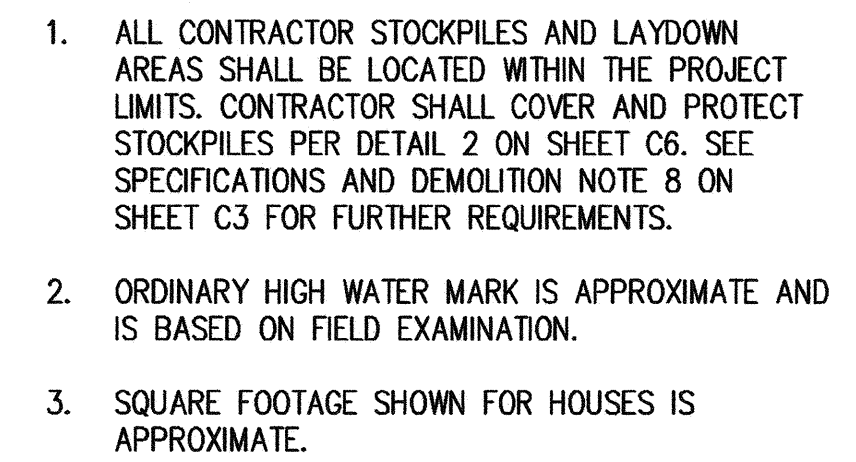 1. ALL CONTRACTOR STOCKPILES AND LAYDOWN
AREAS SHALL BE LOCATED WITHIN THE PROJECT
LIMITS. CONTRACTOR SHALL COVER AND PROTECT
STOCKPILES PER DETAIL 2 ON SHEET C6. SEE
SPECIFICATIONS AND DEMOLITION NOTE 8 ON
SHEET C3 FOR FURTHER REQUIREMENTS.
2. ORDINARY HIGH WATER MARK IS APPROXIMATE AND
IS BASED ON FIELD EXAMINATION.
3. SQUARE FOOTAGE SHOWN FOR HOUSES IS
APPROXIMATE.